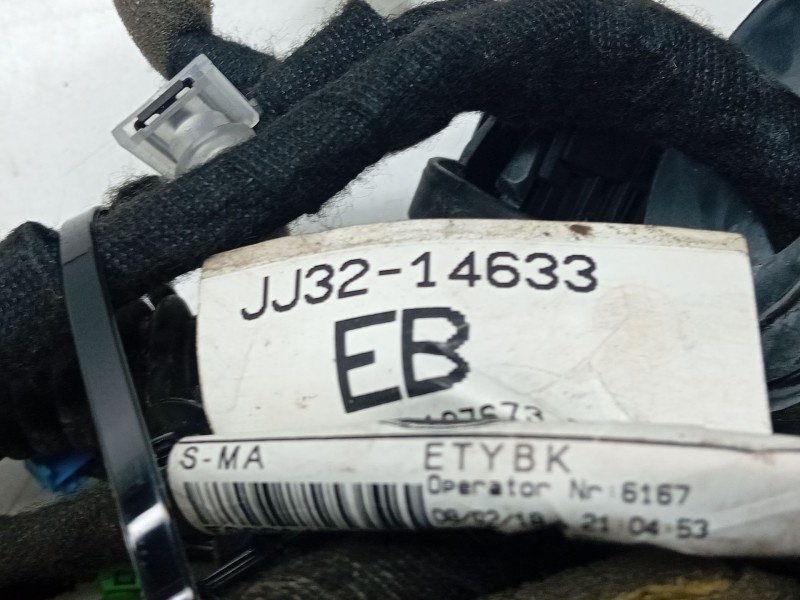 JJ32-14633
EB
S-MA
ETYBK
Operator Nr:6167
21:04:53